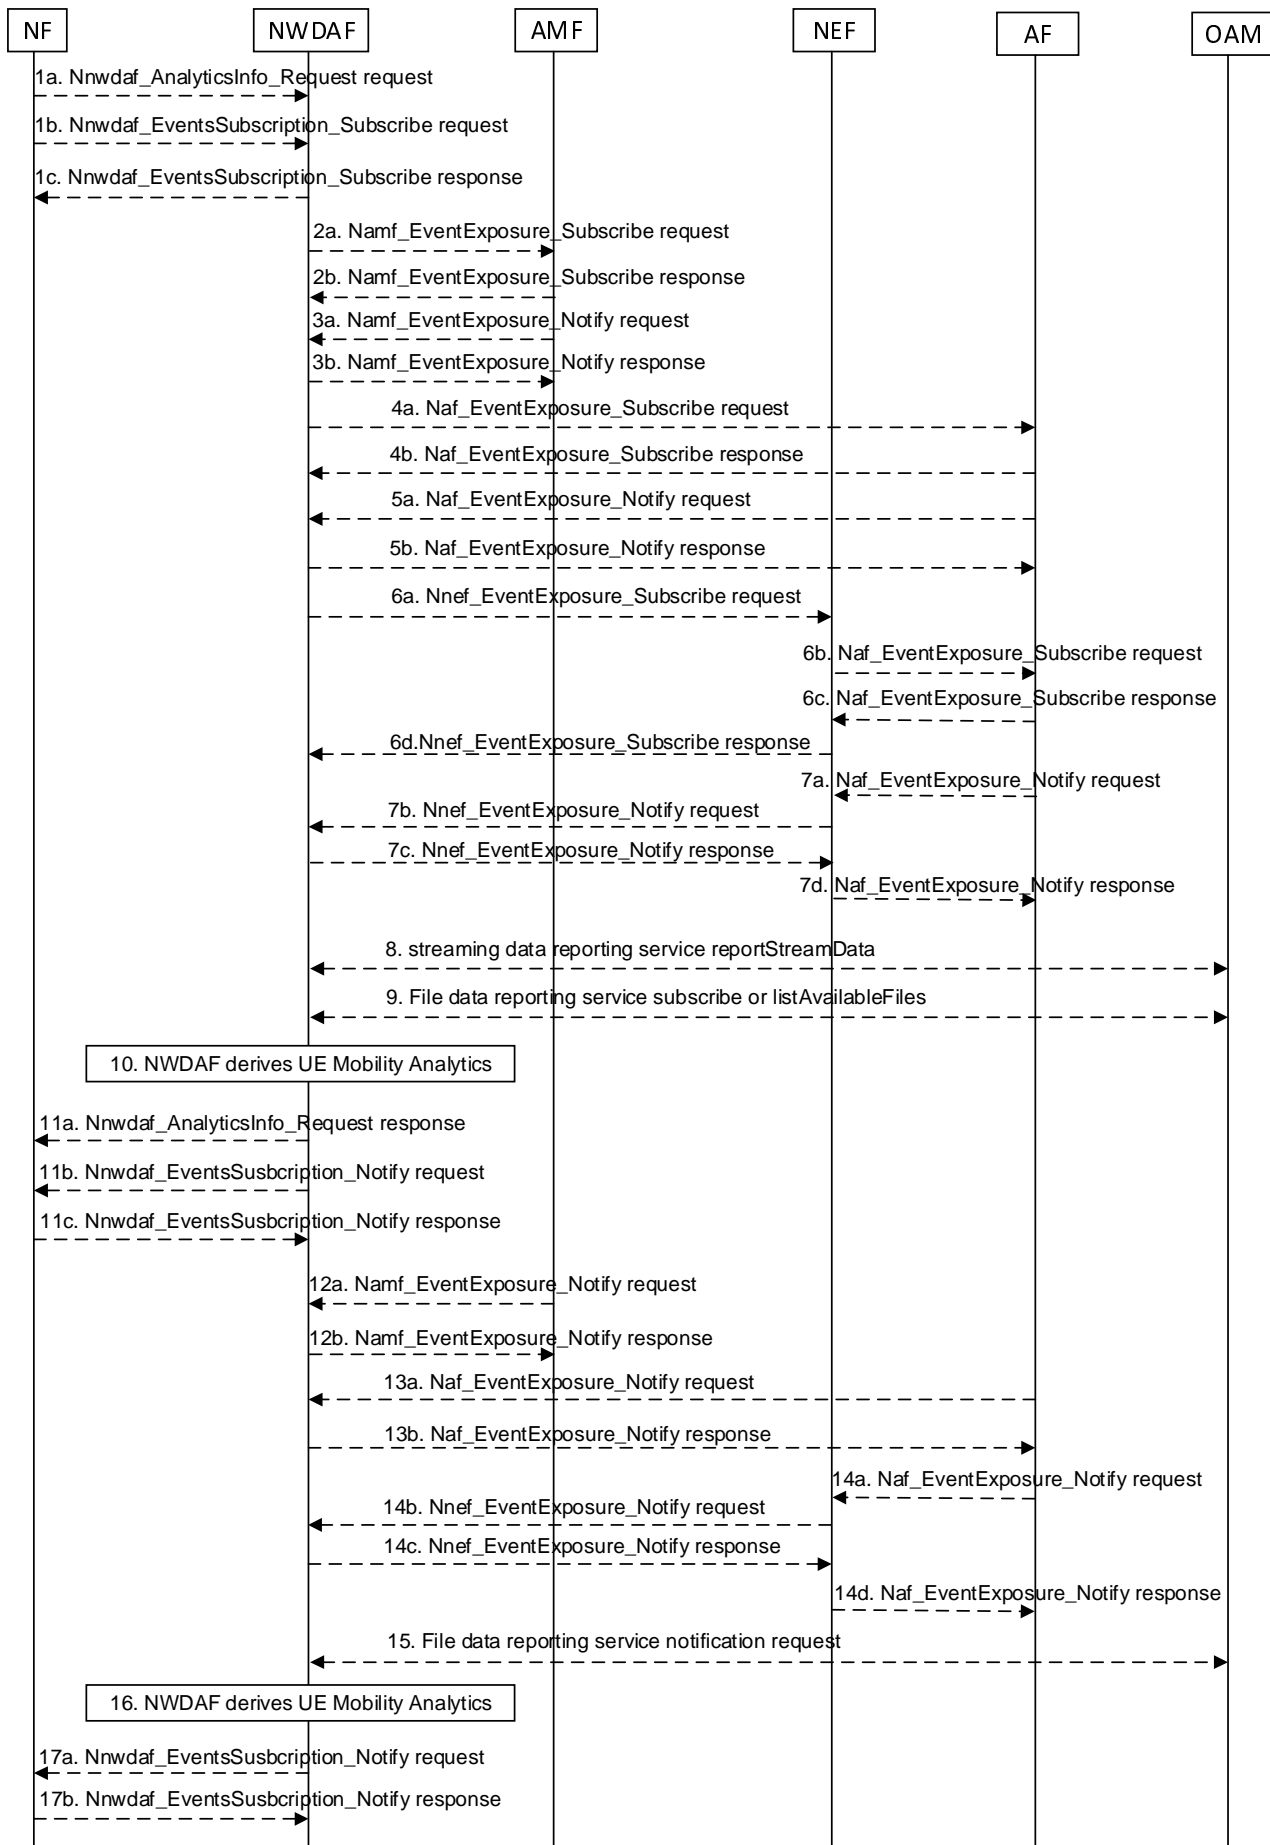 NF
NWDAF
AMF
NEF
AF
OAM
1a. Nnwdaf_AnalyticsInfo_Request request
1b. Nnwdaf_EventsSubscription_Subscribe request
1c. Nnwdaf_EventsSubscription_Subscribe response
2a. Namf_EventExposure_Subscribe request
2b. Namf_EventExposure_Subscribe response
3a. Namf_EventExposure_Notify request
3b. Namf_EventExposure_Notify response
4a. Naf_EventExposure_Subscribe request
4b. Naf_EventExposure_Subscribe response
5a. Naf_EventExposure_Notify request
5b. Naf_EventExposure_Notify response
6a. Nnef_EventExposure_Subscribe request
6b. Naf_EventExposure_Subscribe request
6c. Naf_EventExposure_Subscribe response
6d.Nnef_EventExposure_Subscribe response
7a. Naf_EventExposure_Notify request
7b. Nnef_EventExposure_Notify request
7c. Nnef_EventExposure_Notify response
7d. Naf_EventExposure_Notify response
8. streaming data reporting service reportStreamData
9. File data reporting service subscribe or listAvailableFiles
10. NWDAF derives UE Mobility Analytics
11a. Nnwdaf_AnalyticsInfo_Request response
11b. Nnwdaf_EventsSusbcription_Notify request
11c. Nnwdaf_EventsSusbcription_Notify response
12a. Namf_EventExposure_Notify request
12b. Namf_EventExposure_Notify response
13a. Naf_EventExposure_Notify request
13b. Naf_EventExposure_Notify response
14a. Naf_EventExposure_Notify request
14b. Nnef_EventExposure_Notify request
14c. Nnef_EventExposure_Notify response
14d. Naf_EventExposure_Notify response
15. File data reporting service notification request
16. NWDAF derives UE Mobility Analytics
17a. Nnwdaf_EventsSusbcription_Notify request
17b. Nnwdaf_EventsSusbcription_Notify response